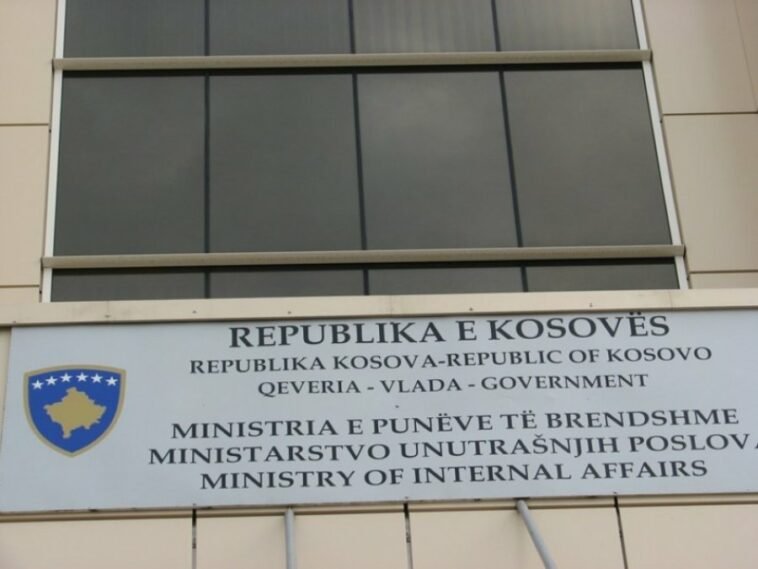 REPUBLIKA E KOSOVËS
REPUBLIKA KOSOVA-REPUBLIC OF KOSOVO
QEVERIA - VLADA - GOVERNMENT
MINISTRIA E PUNËVE TË BRENDSHME
MINISTARSTVO UNUTRAŠNJIH POSLOVA
MINISTRY OF INTERNAL AFFAIRS